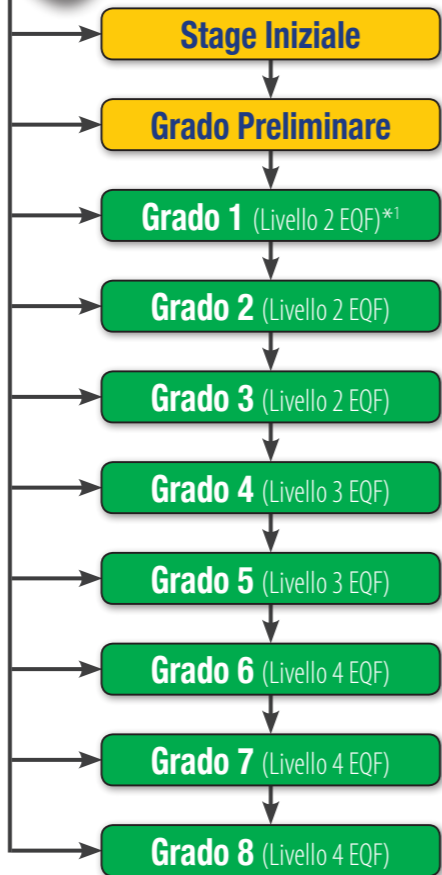 Stage Iniziale
Grado Preliminare
Grado 1 (Livello 2 EQF)*1
Grado 2 (Livello 2 EQF)
Grado 3 (Livello 2 EQF)
Grado 4 (Livello 3 EQF)
Grado 5 (Livello 3 EQF)
Grado 6 (Livello 4 EQF)
Grado 7 (Livello 4 EQF)
Grado 8 (Livello 4 EQF)